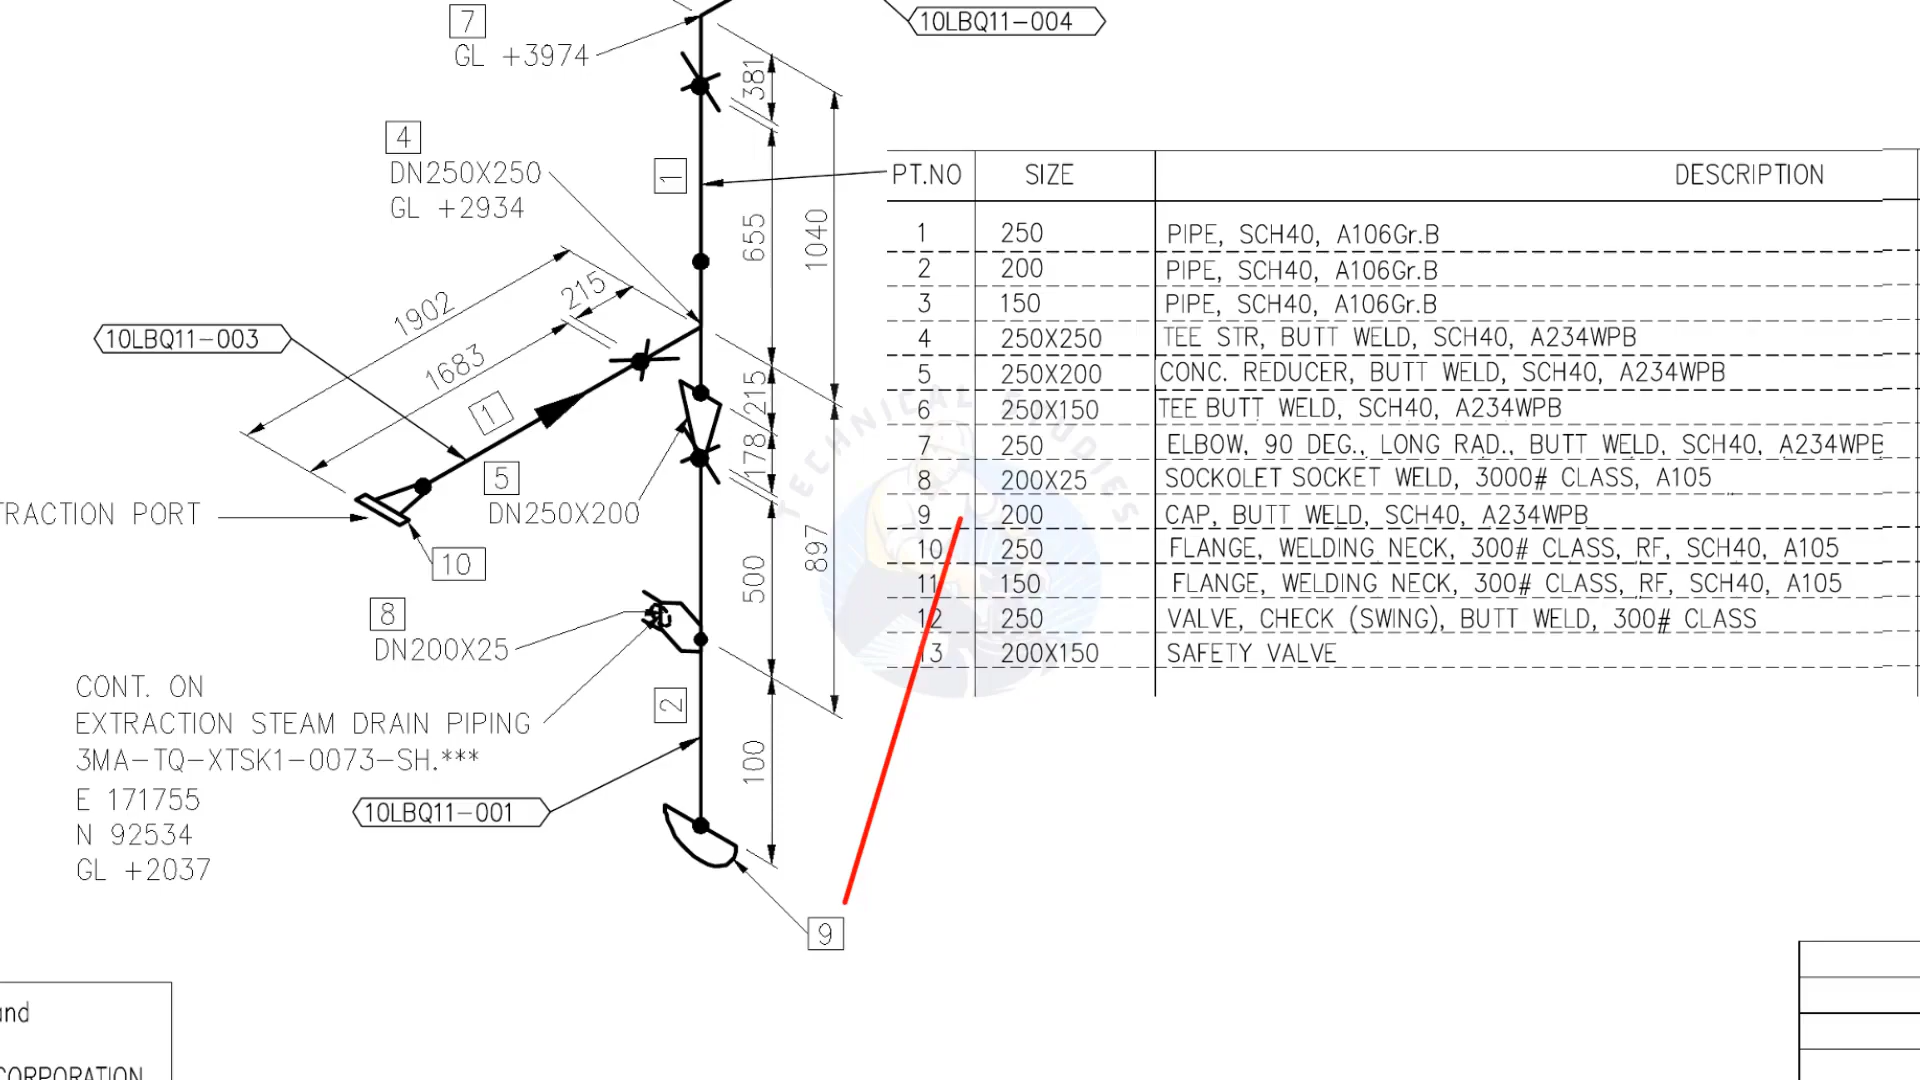 7
GL +3974
10LBQ11-004
381
4
DN250X250
GL +2934
1
655
1040
1902
215
10LBQ11-003
1683
1
215
178
5
DN250X200
TRACTION PORT
10
897
500
8
DN200X25
CONT. ON
EXTRACTION STEAM DRAIN PIPING
3MA-TQ-XTSK1-0073-SH.***
E 171755
N 92534
GL +2037
2
100
10LBQ11-001
9
PT.NO SIZE DESCRIPTION
1 250 PIPE, SCH40, A106Gr.B
2 200 PIPE, SCH40, A106Gr.B
3 150 PIPE, SCH40, A106Gr.B
4 250X250 TEE STR, BUTT WELD, SCH40, A234WPB
5 250X200 CONC. REDUCER, BUTT WELD, SCH40, A234WPB
6 250X150 TEE BUTT WELD, SCH40, A234WPB
7 250 ELBOW, 90 DEG., LONG RAD., BUTT WELD, SCH40, A234WPB
8 200X25 SOCKOLET SOCKET WELD, 3000# CLASS, A105
9 200 CAP, BUTT WELD, SCH40, A234WPB
10 250 FLANGE, WELDING NECK, 300# CLASS, RF, SCH40, A105
11 150 FLANGE, WELDING NECK, 300# CLASS, RF, SCH40, A105
12 250 VALVE, CHECK (SWING), BUTT WELD, 300# CLASS
13 200X150 SAFETY VALVE
TECHNICAL STUDIES
and
CORPORATION